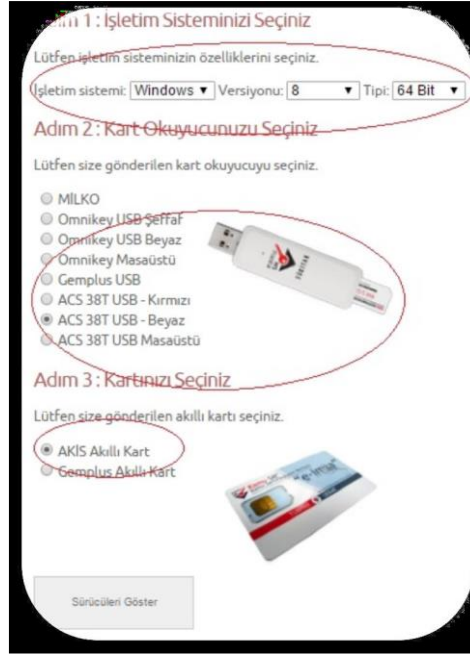 Adım 1 : İşletim Sisteminizi Seçiniz
Lütfen işletim sisteminizin özelliklerini seçiniz.
İşletim sistemi: Windows ▼ Versiyonu: 8 ▼ Tipi: 64 Bit ▼
Adım 2 : Kart Okuyucunuzu Seçiniz
Lütfen size gönderilen kart okuyucuyu seçiniz.
MİLKO
Omnikey USB Şeffaf
Omnikey USB Beyaz
Omnikey Masaüstü
Gemplus USB
ACS 38T USB - Kırmızı
ACS 38T USB - Beyaz
ACS 38T USB Masaüstü
Adım 3 : Kartınızı Seçiniz
Lütfen size gönderilen akıllı kartı seçiniz.
AKİS Akıllı Kart
Gemplus Akıllı Kart
"e-imza"
Sürücüleri Göster